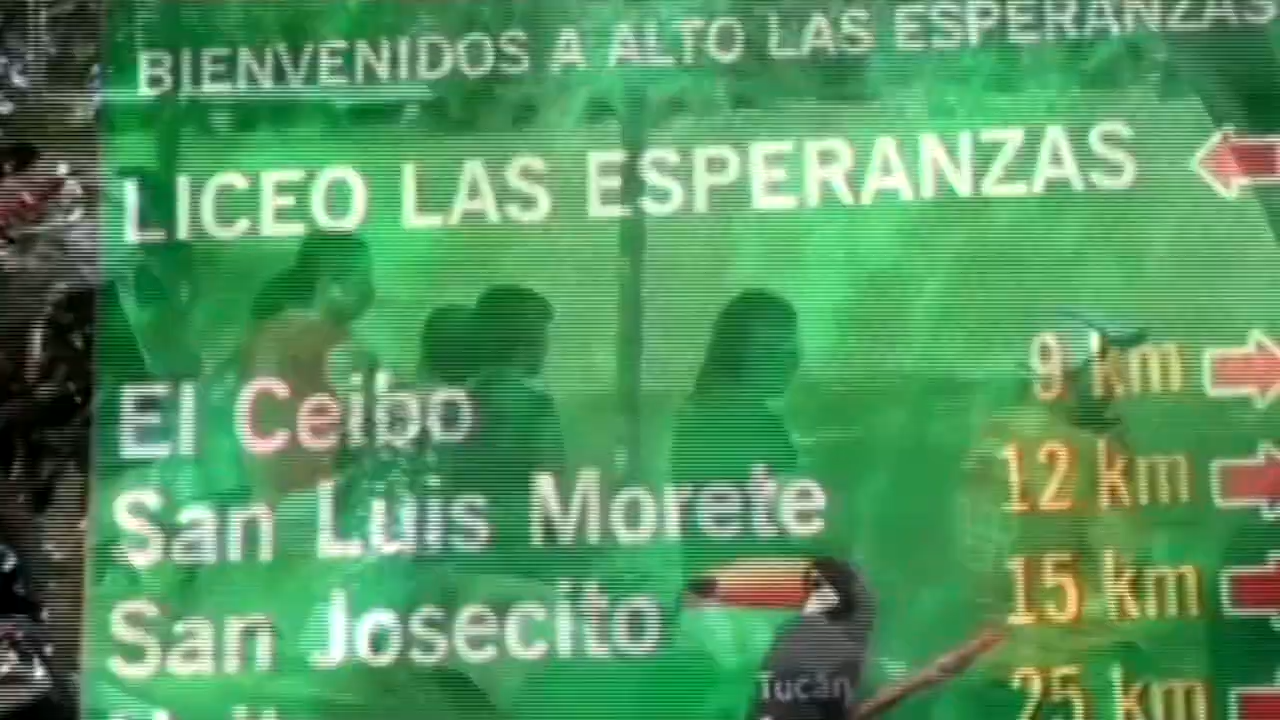 BIENVENIDOS A ALTO LAS ESPERANZAS
LICEO LAS ESPERANZAS
El Ceibo 9 km
San Luis Morete 12 km
San Josecito 15 km
25 km
Tucán